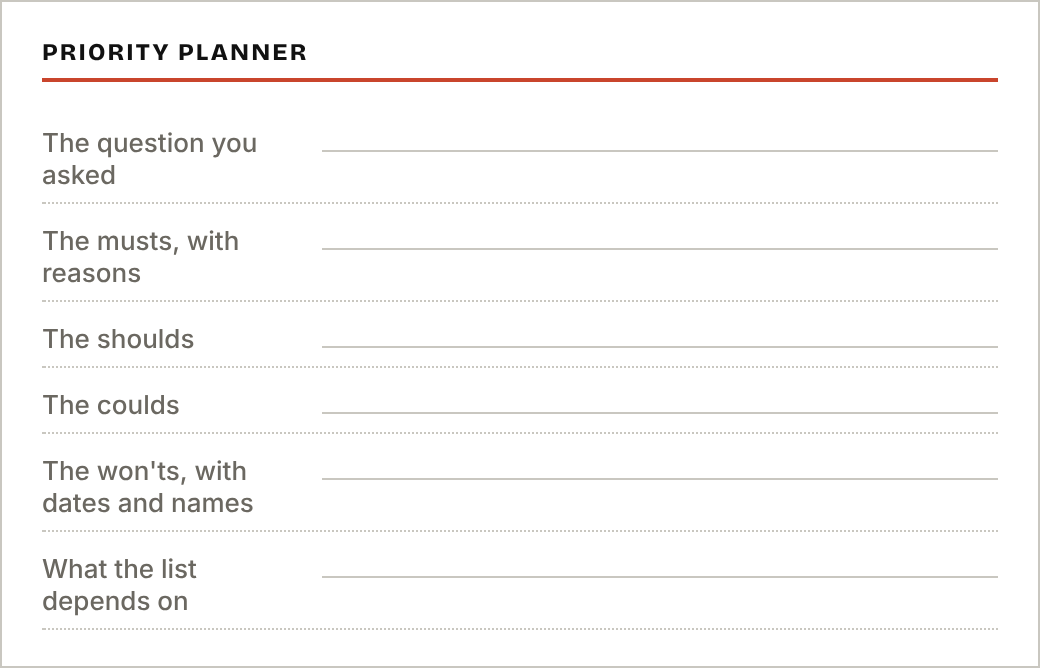 PRIORITY PLANNER
The question you
asked
The musts, with
reasons
The shoulds
The coulds
The won'ts, with
dates and names
What the list
depends on